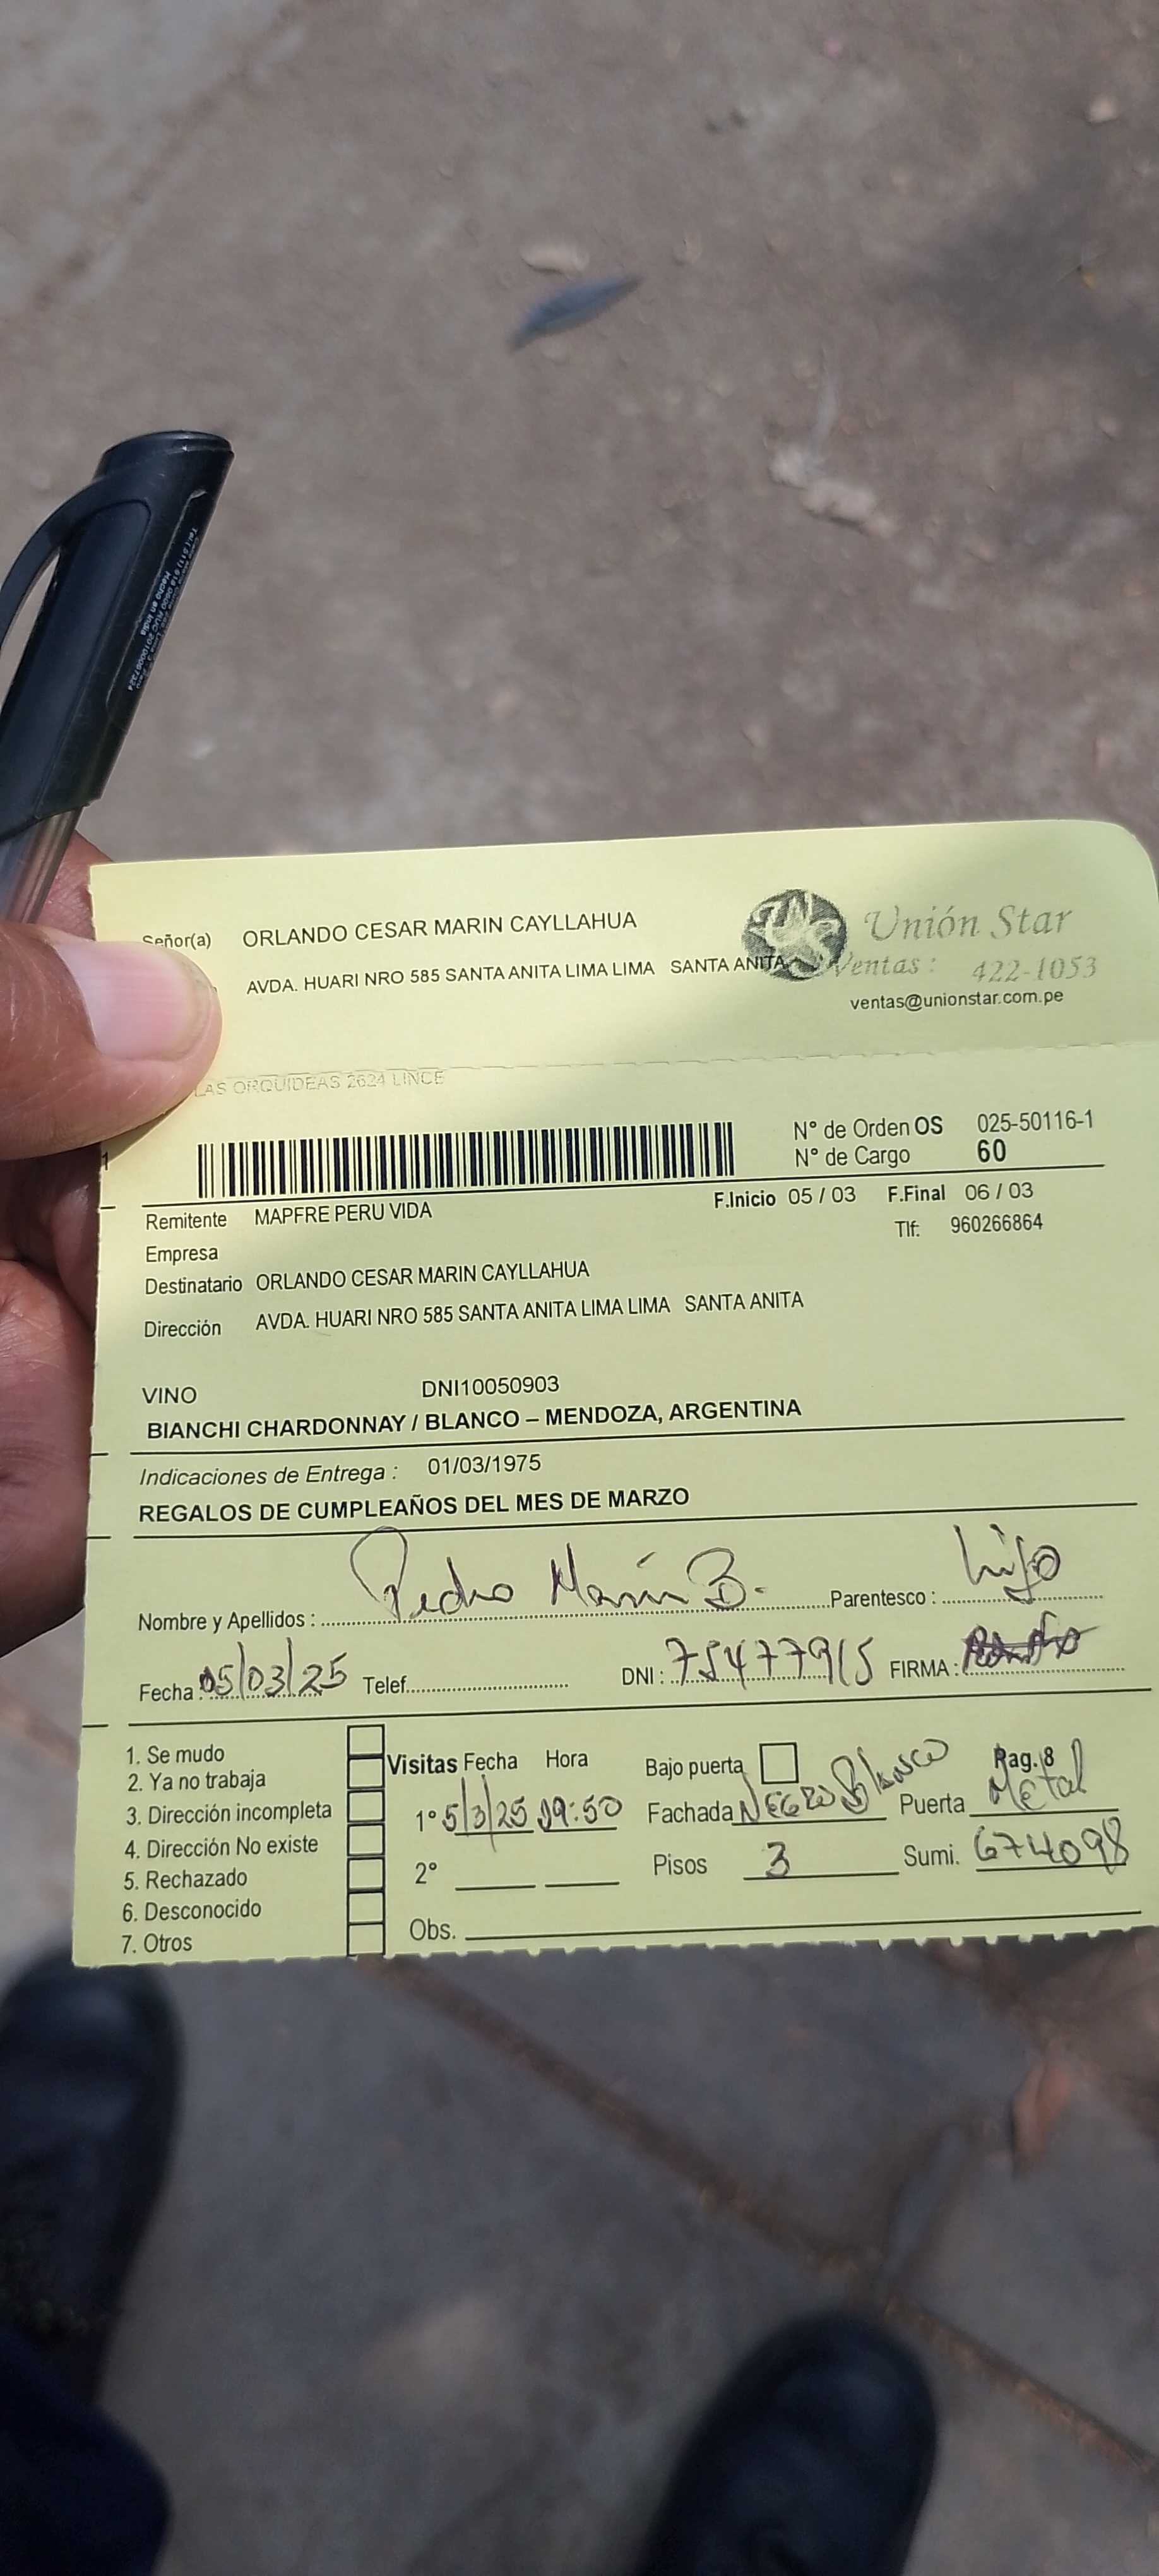 Señor(a) ORLANDO CESAR MARIN CAYLLAHUA
Unión Star
AVDA. HUARI NRO 585 SANTA ANITA LIMA LIMA SANTA ANITA
Ventas : 422-1053
ventas@unionstar.com.pe
LAS ORQUIDEAS 2624 LINCE
N° de Orden OS 025-50116-1
N° de Cargo 60
1
Remitente MAPFRE PERU VIDA
F.Inicio 05 / 03 F.Final 06 / 03
Empresa
Tlf: 960266864
Destinatario ORLANDO CESAR MARIN CAYLLAHUA
Dirección AVDA. HUARI NRO 585 SANTA ANITA LIMA LIMA SANTA ANITA
VINO DNI10050903
BIANCHI CHARDONNAY / BLANCO – MENDOZA, ARGENTINA
Indicaciones de Entrega : 01/03/1975
REGALOS DE CUMPLEAÑOS DEL MES DE MARZO
Nombre y Apellidos : Pedro Marín B. Parentesco : hijo
Fecha : 05/03/25 Telef. DNI : 75477915 FIRMA :
1. Se mudo
2. Ya no trabaja
3. Dirección incompleta
4. Dirección No existe
5. Rechazado
6. Desconocido
7. Otros
Visitas Fecha Hora
1° 5/3/25 09:50
2°
Bajo puerta
Pag. 8
Fachada NEGRO Blanco Puerta Metal
Pisos 3 Sumi. 674098
Obs.
Hecho en India